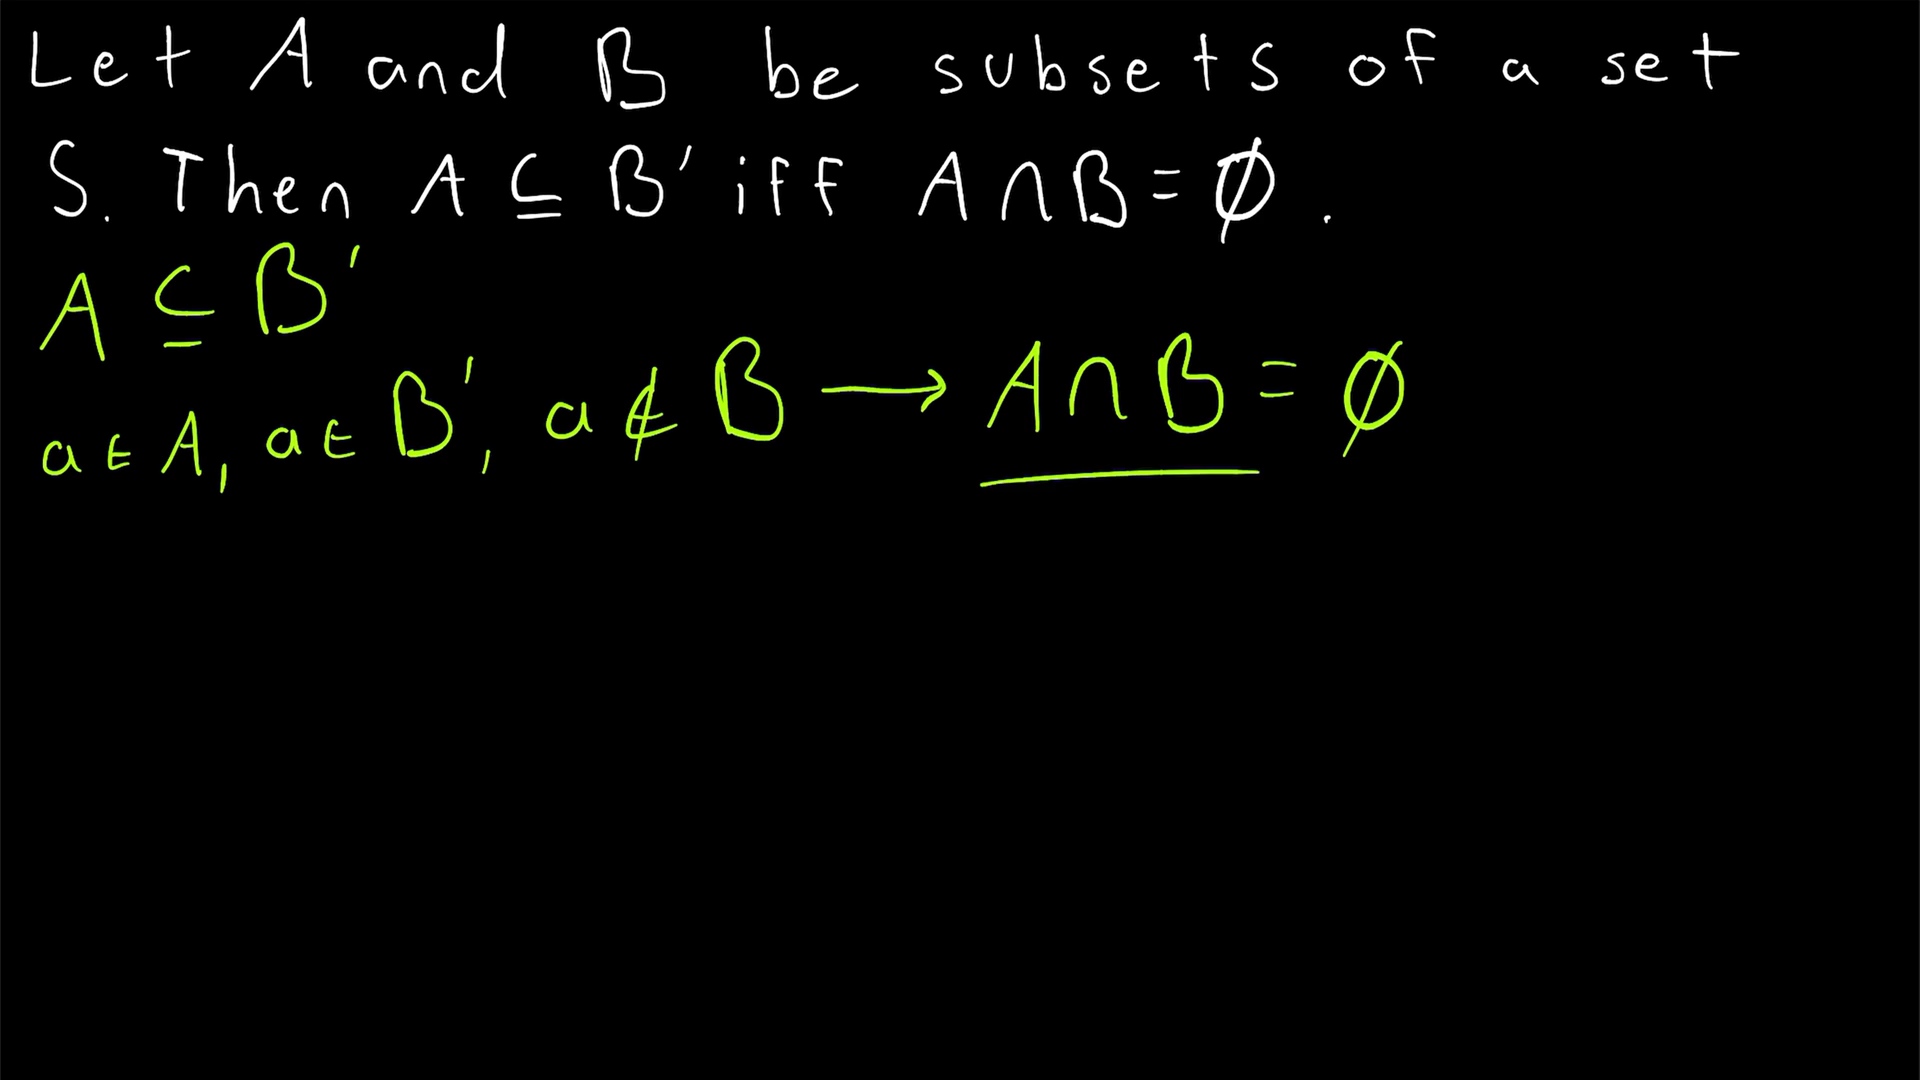 Let A and B be subsets of a set
S. Then A ⊆ B' iff A∩B=∅.
A ⊆ B'
a∈A, a∈B', a∉B → A∩B=∅